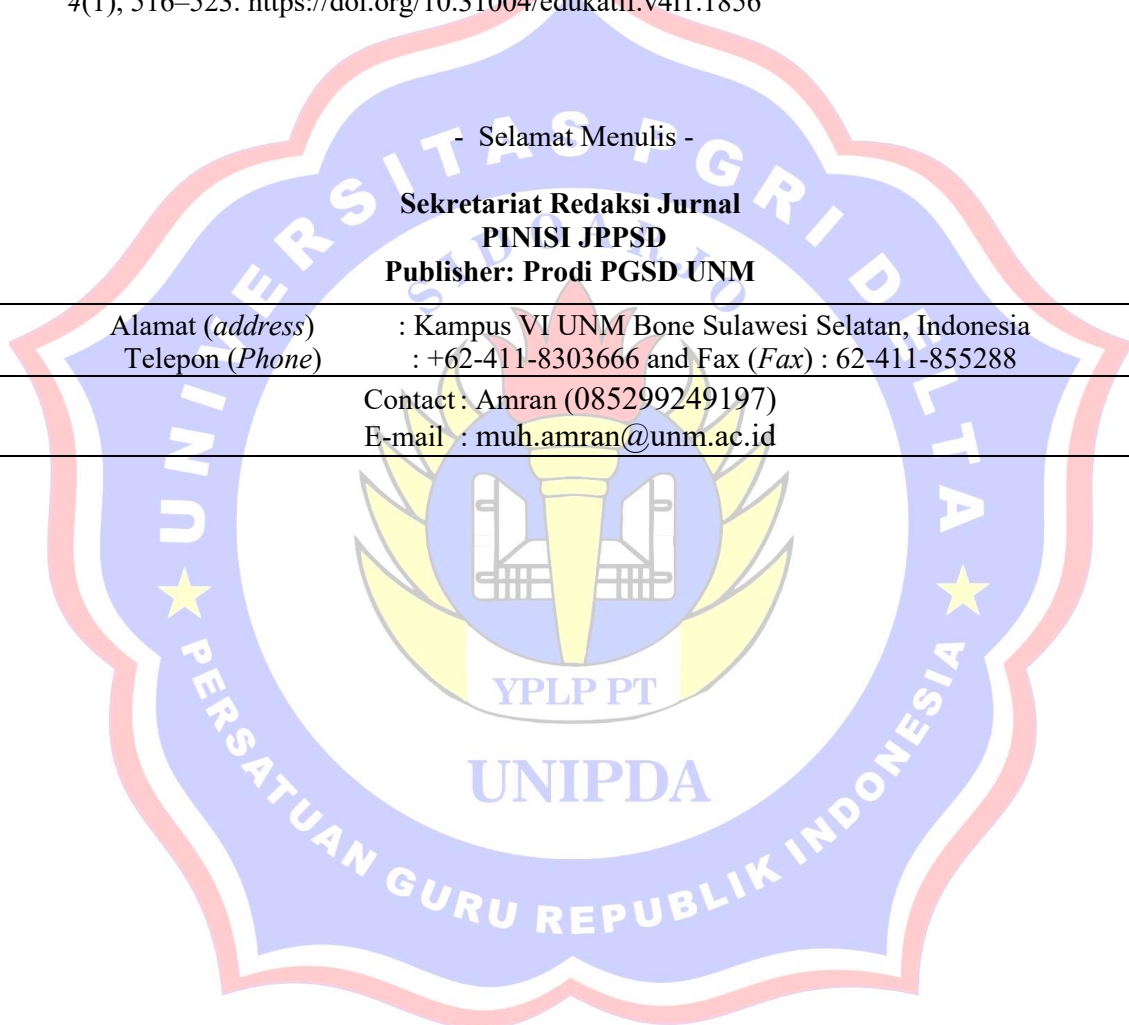 4(1), 516–523. https://doi.org/10.31004/edukatif.v4i1.1856
- Selamat Menulis -
Sekretariat Redaksi Jurnal
PINISI JPPSD
Publisher: Prodi PGSD UNM
Alamat (address) : Kampus VI UNM Bone Sulawesi Selatan, Indonesia
Telepon (Phone) : +62-411-8303666 and Fax (Fax) : 62-411-855288
Contact : Amran (085299249197)
E-mail : muh.amran@unm.ac.id
UNIVERSITAS PGRI DELTA
SIDOARJO
YPLP PT
UNIPDA
PERSATUAN GURU REPUBLIK INDONESIA